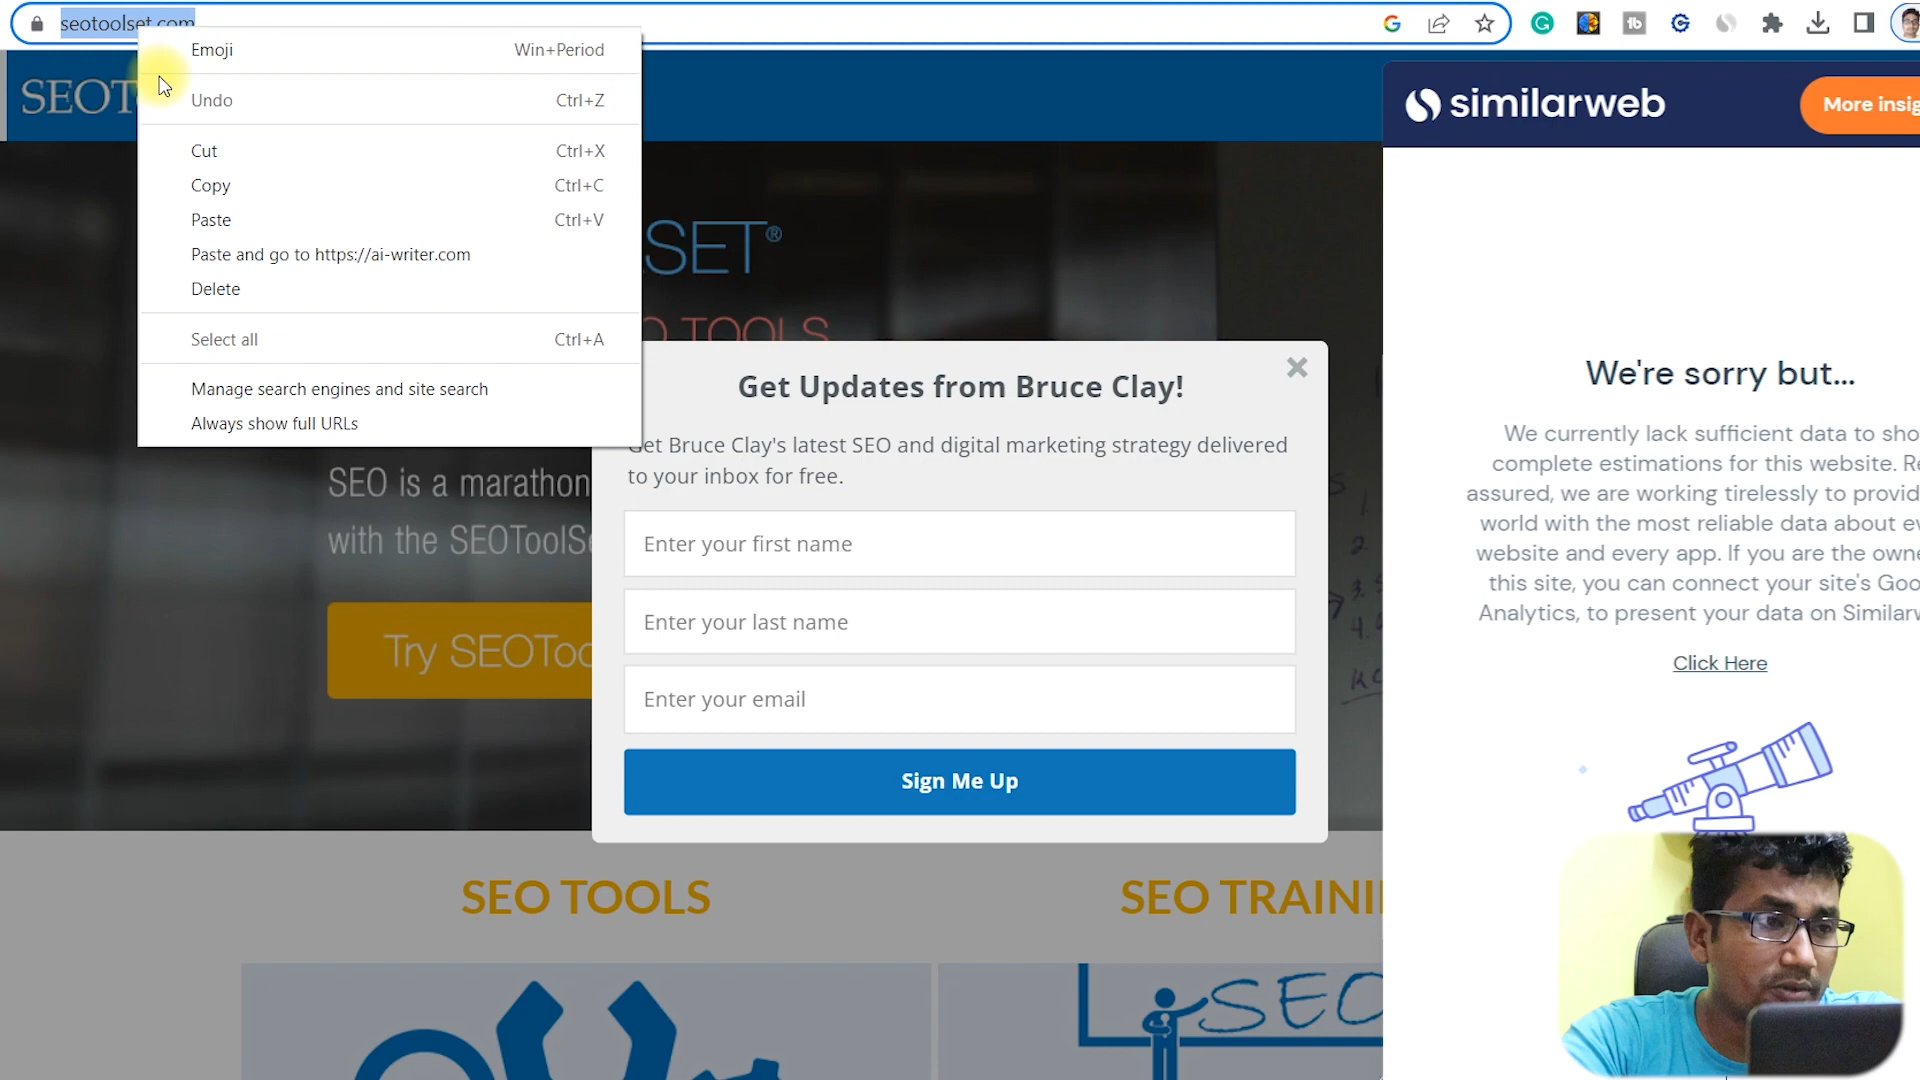 seotoolset.com
Emoji Win+Period
Undo Ctrl+Z
Cut Ctrl+X
Copy Ctrl+C
Paste Ctrl+V
Paste and go to https://ai-writer.com
Delete
Select all Ctrl+A
Manage search engines and site search
Always show full URLs
SEOT
LSET®
O TOOLS
SEO is a marathon
with the SEOToolSe
Try SEOToo
Get Updates from Bruce Clay!
Get Bruce Clay's latest SEO and digital marketing strategy delivered
to your inbox for free.
Enter your first name
Enter your last name
Enter your email
Sign Me Up
SEO TOOLS
SEO TRAINI
SEO
similarweb
More insig
We're sorry but...
We currently lack sufficient data to sho
complete estimations for this website. Re
assured, we are working tirelessly to provid
world with the most reliable data about ev
website and every app. If you are the owne
this site, you can connect your site's Goo
Analytics, to present your data on Similarw
Click Here